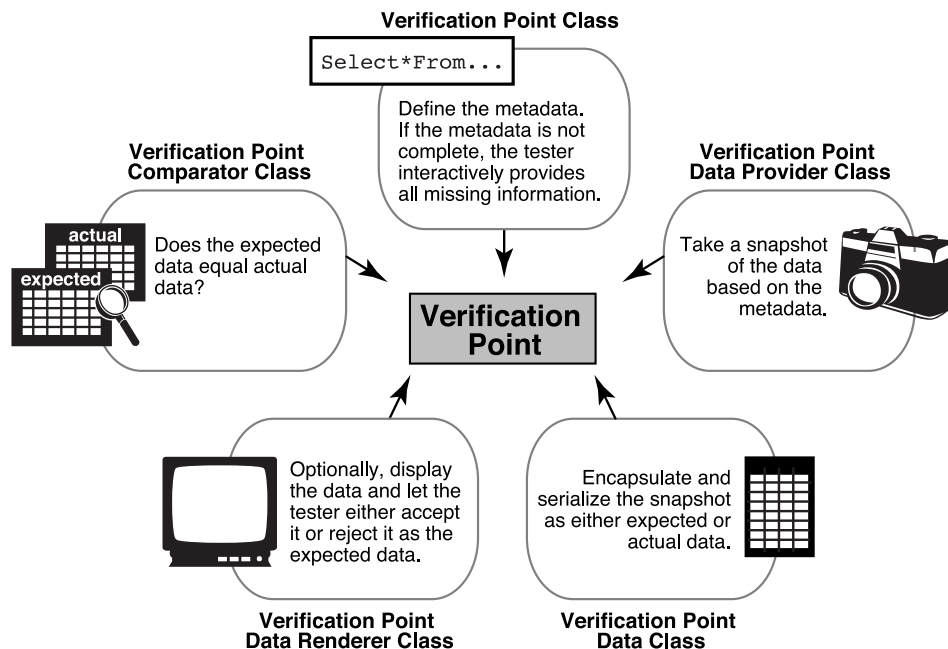 Verification Point Class
Select*From...
Define the metadata.
If the metadata is not
complete, the tester
interactively provides
all missing information.
Verification Point
Comparator Class
actual
expected
Does the expected
data equal actual
data?
Verification Point
Data Provider Class
Take a snapshot
of the data
based on the
metadata.
Verification
Point
Optionally, display
the data and let the
tester either accept
it or reject it as the
expected data.
Verification Point
Data Renderer Class
Encapsulate and
serialize the snapshot
as either expected or
actual data.
Verification Point
Data Class